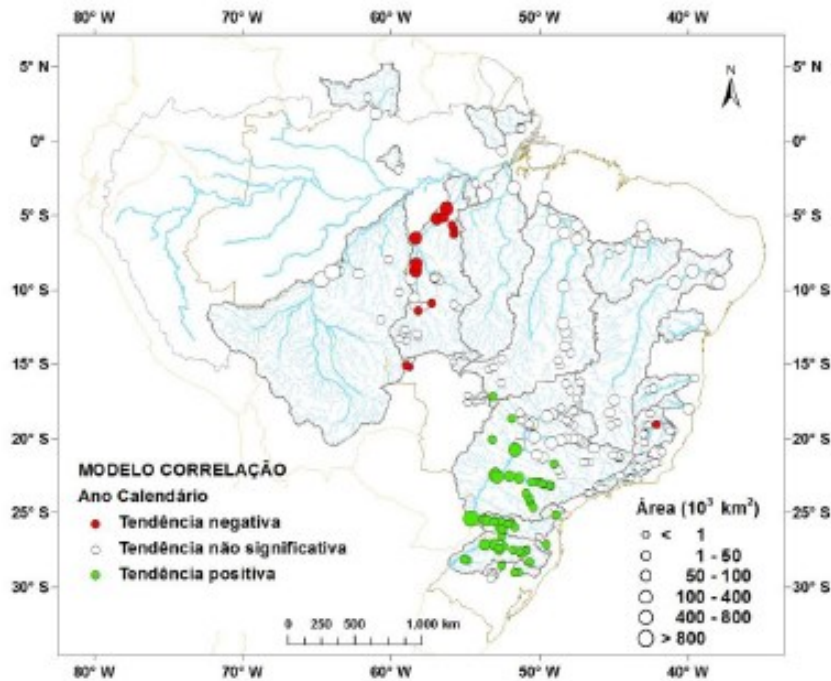 80° W 70° W 60° W 50° W 40° W
5° N 5° N
0° 0°
5° S 5° S
10° S 10° S
15° S 15° S
20° S 20° S
25° S 25° S
30° S 30° S
N
MODELO CORRELAÇÃO
Ano Calendário
Tendência negativa
Tendência não significativa
Tendência positiva
0 250 500 1,000 km
Área (10³ km²)
< 1
1 - 50
50 - 100
100 - 400
400 - 800
> 800
80° W 70° W 60° W 50° W 40° W